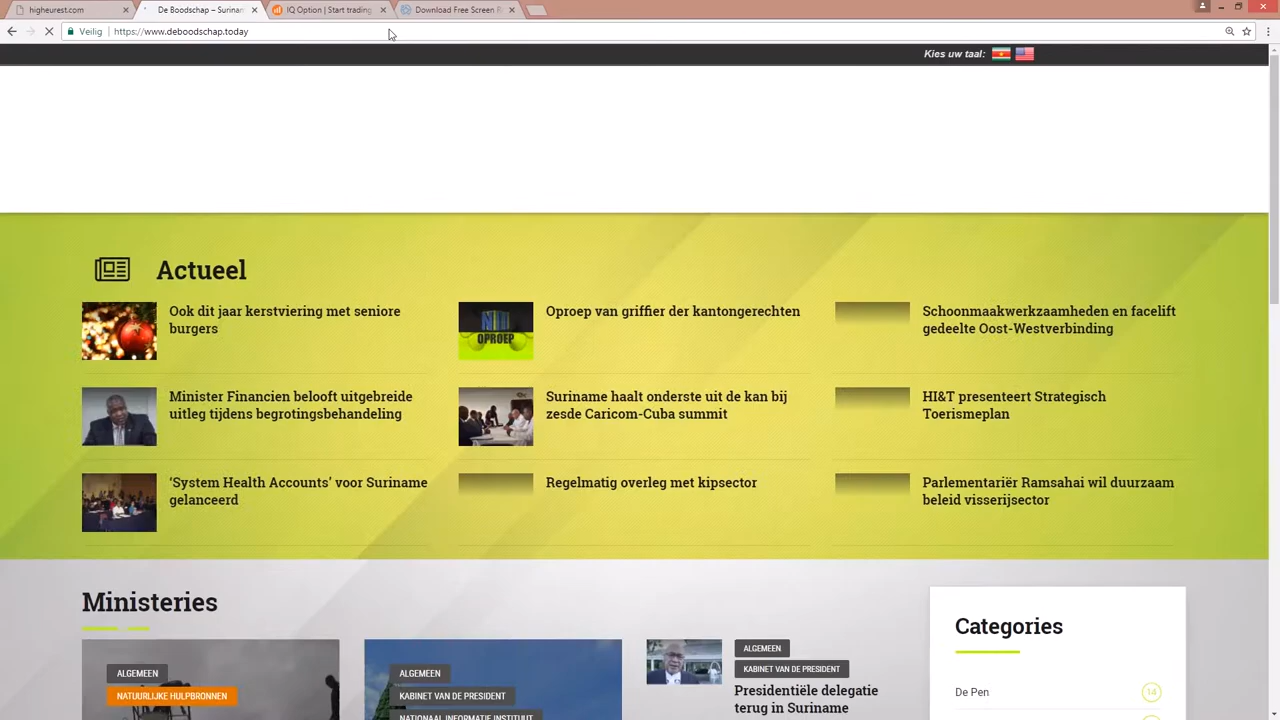 higheurest.com
De Boodschap – Surinan
IQ Option | Start trading
Download Free Screen R
Veilig
https://www.deboodschap.today
Kies uw taal:
Actueel
Ook dit jaar kerstviering met seniore
burgers
Oproep van griffier der kantongerechten
OPROEP
Schoonmaakwerkzaamheden en facelift
gedeelte Oost-Westverbinding
Minister Financien belooft uitgebreide
uitleg tijdens begrotingsbehandeling
Suriname haalt onderste uit de kan bij
zesde Caricom-Cuba summit
HI&T presenteert Strategisch
Toerismeplan
‘System Health Accounts’ voor Suriname
gelanceerd
Regelmatig overleg met kipsector
Parlementariër Ramsahai wil duurzaam
beleid visserijsector
Ministeries
ALGEMEEN
NATUURLIJKE HULPBRONNEN
ALGEMEEN
KABINET VAN DE PRESIDENT
NATIONAAL INFORMATIE INSTITUUT
ALGEMEEN
KABINET VAN DE PRESIDENT
Presidentiële delegatie
terug in Suriname
Categories
De Pen
14